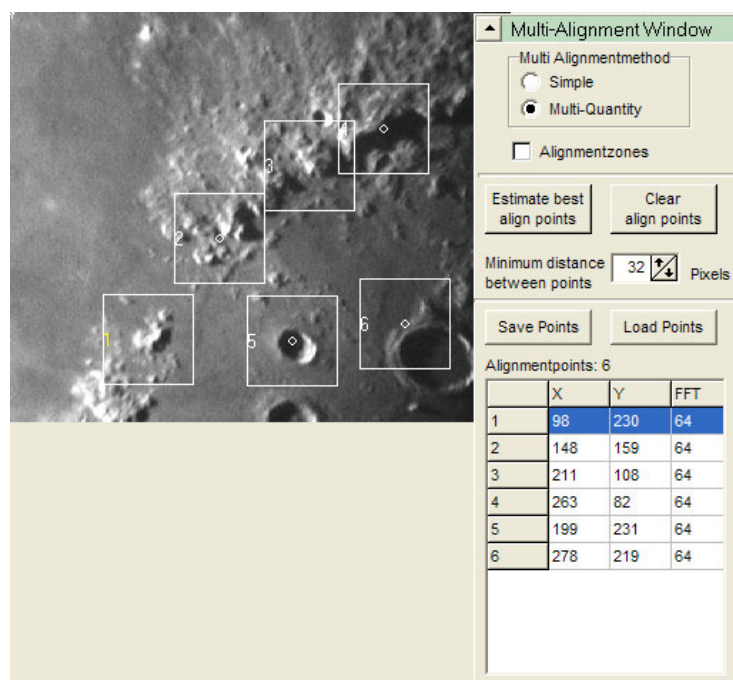 Multi-Alignment Window
Multi Alignmentmethod
Simple
Multi-Quantity
Alignmentzones
Estimate best
align points
Clear
align points
Minimum distance
between points
32
Pixels
Save Points
Load Points
Alignmentpoints: 6
X Y FFT
1 98 230 64
2 148 159 64
3 211 108 64
4 263 82 64
5 199 231 64
6 278 219 64
4
3
2
6
1
5